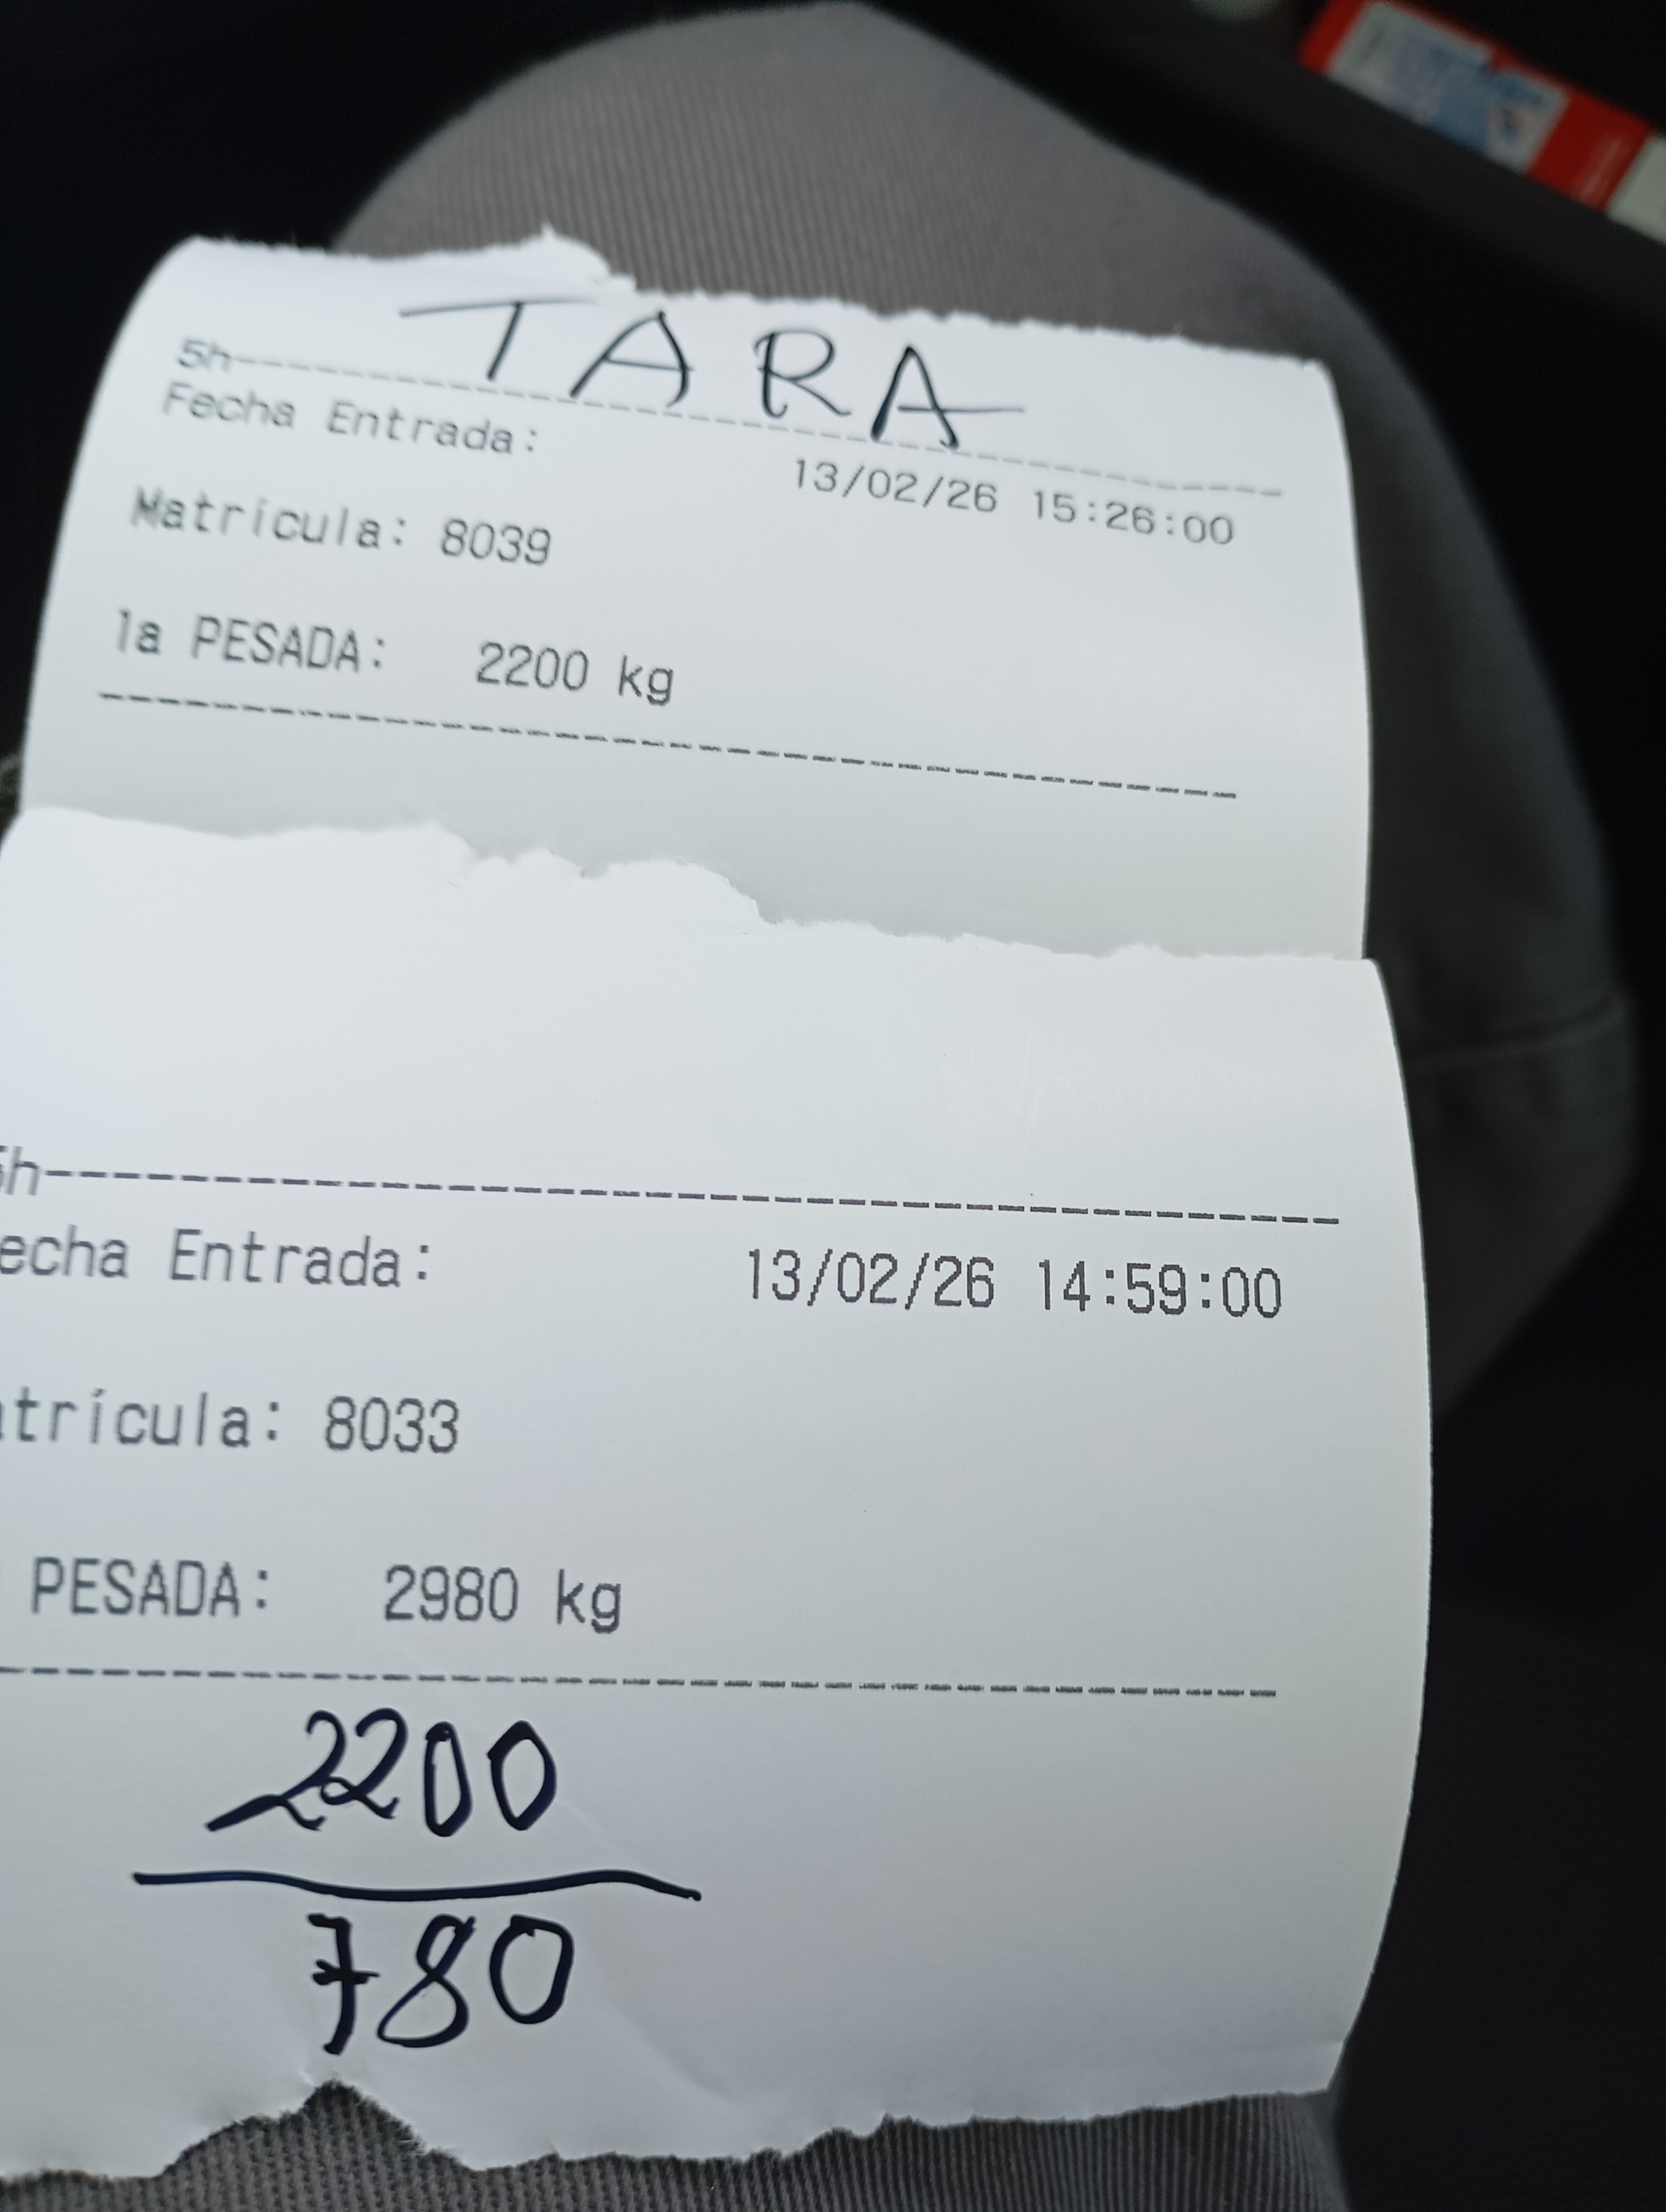 TARA
5h
Fecha Entrada:
13/02/26 15:26:00
Matrícula: 8039
1a PESADA: 2200 kg
5h
echa Entrada: 13/02/26 14:59:00
trícula: 8033
PESADA: 2980 kg
2200
780